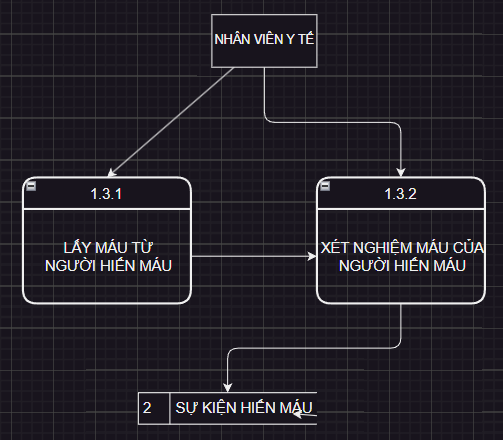 NHÂN VIÊN Y TẾ
1.3.1
LẤY MÁU TỪ
NGƯỜI HIẾN MÁU
1.3.2
XÉT NGHIỆM MÁU CỦA
NGƯỜI HIẾN MÁU
2 SỰ KIỆN HIẾN MÁU